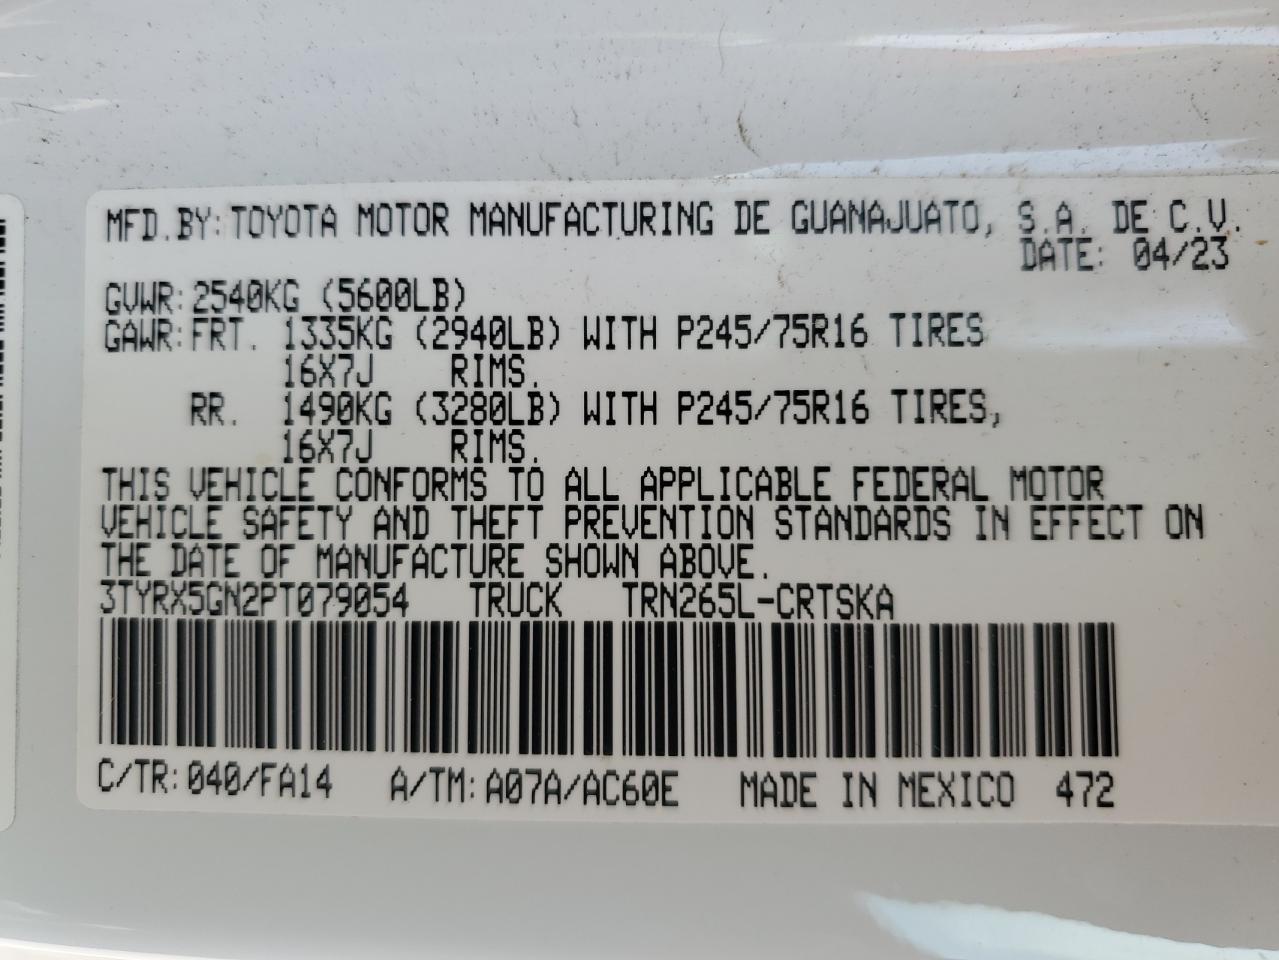 MFD.BY:TOYOTA MOTOR MANUFACTURING DE GUANAJUATO, S.A. DE C.V.
DATE: 04/23
GVWR:2540KG (5600LB)
GAWR:FRT. 1335KG (2940LB) WITH P245/75R16 TIRES
16X7J RIMS.
RR. 1490KG (3280LB) WITH P245/75R16 TIRES,
16X7J RIMS.
THIS VEHICLE CONFORMS TO ALL APPLICABLE FEDERAL MOTOR
VEHICLE SAFETY AND THEFT PREVENTION STANDARDS IN EFFECT ON
THE DATE OF MANUFACTURE SHOWN ABOVE.
3TYRX5GN2PT079054 TRUCK TRN265L-CRTSKA
C/TR:040/FA14 A/TM:A07A/AC60E MADE IN MEXICO 472